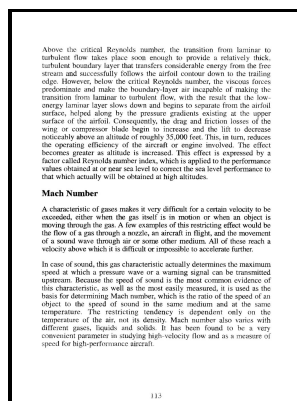 Above the critical Reynolds number, the transition from laminar to
turbulent flow takes place soon enough to provide a relatively thick,
turbulent boundary layer that transfers considerable energy from the free
stream and successfully follows the airfoil contour down to the trailing
edge. However, below the critical Reynolds number, the viscous forces
predominate and make the boundary-layer air incapable of making the
transition from laminar to turbulent flow, with the result that the low-
energy laminar layer slows down and begins to separate from the airfoil
surface, helped along by the pressure gradients existing at the upper
surface of the airfoil. Consequently, the drag and friction losses of the
wing or compressor blade begin to increase and the lift to decrease
noticeably above an altitude of roughly 35,000 feet. This, in turn, reduces
the operating efficiency of the aircraft or engine involved. The effect
becomes greater as altitude is increased. This effect is expressed by a
factor called Reynolds number index, which is applied to the performance
values obtained at or near sea level to correct the sea level performance to
that which actually will be obtained at high altitudes.
Mach Number
A characteristic of gases makes it very difficult for a certain velocity to be
exceeded, either when the gas itself is in motion or when an object is
moving through the gas. A few examples of this restricting effect would be
the flow of a gas through a nozzle, an aircraft in flight, and the movement
of a sound wave through air or some other medium. All of these reach a
velocity above which it is difficult or impossible to accelerate further.
In case of sound, this gas characteristic actually determines the maximum
speed at which a pressure wave or a warning signal can be transmitted
upstream. Because the speed of sound is the most common evidence of
this characteristic, as well as the most easily measured, it is used as the
basis for determining Mach number, which is the ratio of the speed of an
object to the speed of sound in the same medium and at the same
temperature. The restricting tendency is dependent only on the
temperature of the air, not its density. Mach number also varies with
different gases, liquids and solids. It has been found to be a very
convenient parameter in studying high-velocity flow and as a measure of
speed for high-performance aircraft.
113